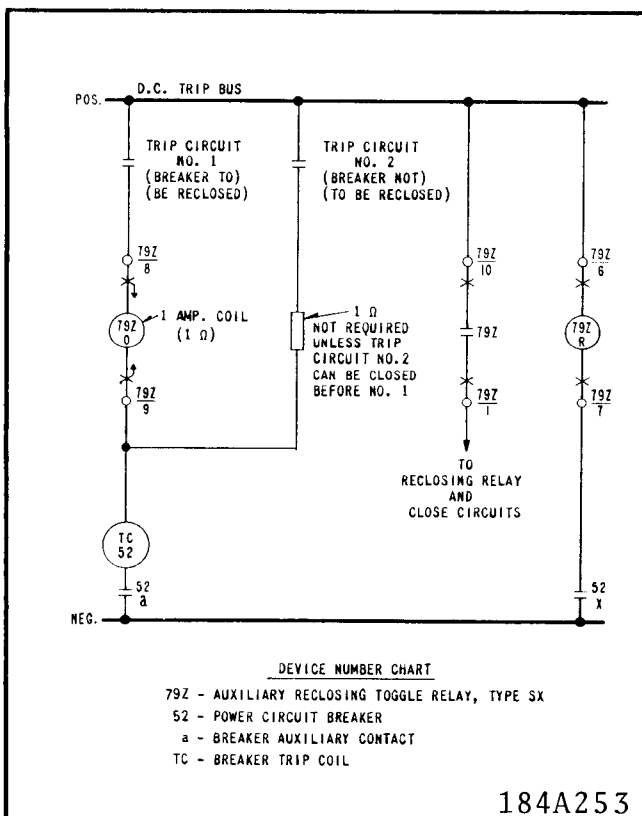 D.C. TRIP BUS
POS.
TRIP CIRCUIT
NO. 1
(BREAKER TO)
(BE RECLOSED)
TRIP CIRCUIT
NO. 2
(BREAKER NOT)
(TO BE RECLOSED)
79Z
8
79Z
O
1 AMP. COIL
(1 Ω)
79Z
9
1 Ω
NOT REQUIRED
UNLESS TRIP
CIRCUIT NO.2
CAN BE CLOSED
BEFORE NO. 1
79Z
10
79Z
79Z
1
TO
RECLOSING RELAY
AND
CLOSE CIRCUITS
79Z
6
79Z
R
79Z
7
TC
52
52
a
52
X
NEG.
DEVICE NUMBER CHART
79Z - AUXILIARY RECLOSING TOGGLE RELAY, TYPE SX
52 - POWER CIRCUIT BREAKER
a - BREAKER AUXILIARY CONTACT
TC - BREAKER TRIP COIL
184A253